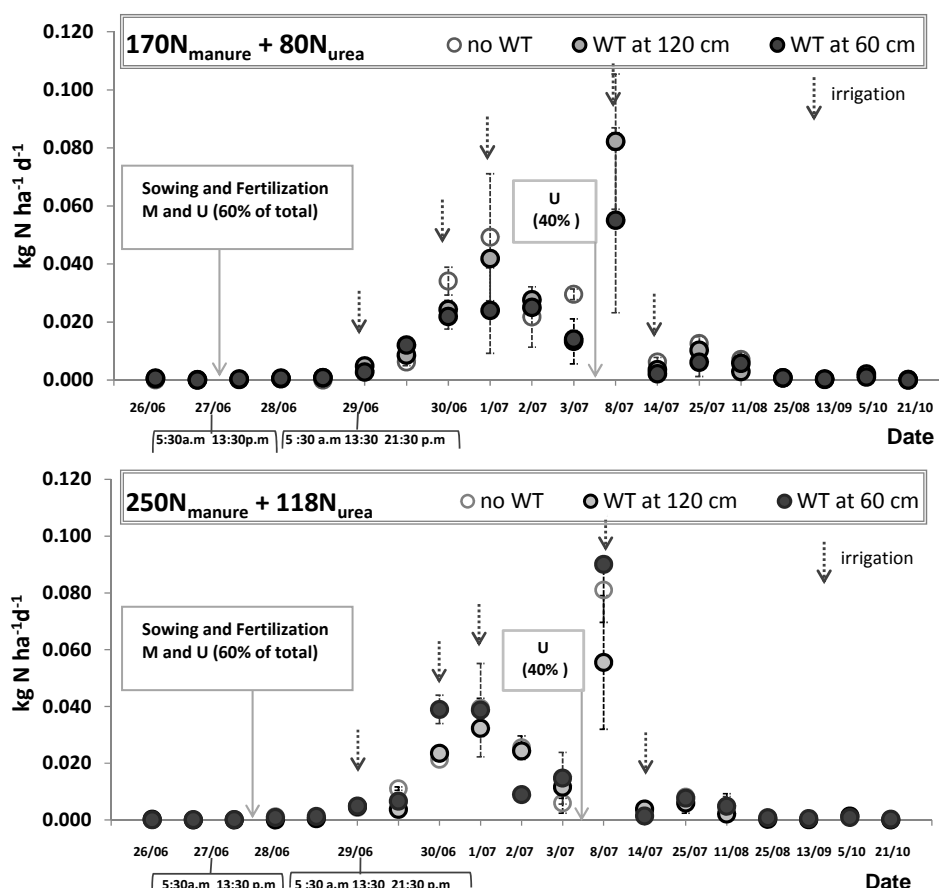 170Nmanure + 80Nurea
no WT
WT at 120 cm
WT at 60 cm
irrigation
Sowing and Fertilization
M and U (60% of total)
U
(40% )
kg N ha-1 d-1)
0.120
0.100
0.080
0.060
0.040
0.020
0.000
26/06 27/06 28/06 29/06 30/06 1/07 2/07 3/07 8/07 14/07 25/07 11/08 25/08 13/09 5/10 21/10
5:30a.m 13:30p.m
5 :30 a.m 13:30 21:30 p.m
Date
250Nmanure + 118Nurea
no WT
WT at 120 cm
WT at 60 cm
irrigation
Sowing and Fertilization
M and U (60% of total)
U
(40% )
kg N ha-1d-1)
0.120
0.100
0.080
0.060
0.040
0.020
0.000
26/06 27/06 28/06 29/06 30/06 1/07 2/07 3/07 8/07 14/07 25/07 11/08 25/08 13/09 5/10 21/10
5:30a.m 13:30 p.m
5 :30 a.m 13:30 21:30 p.m
Date